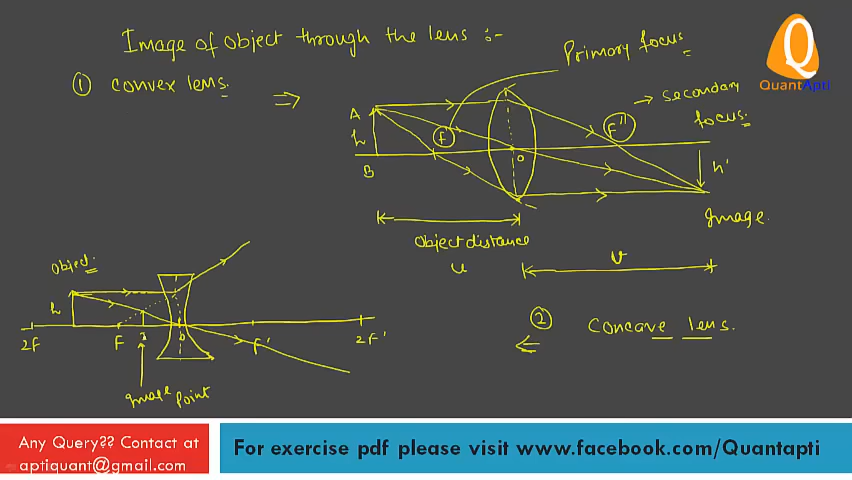 Image of object through the lens :-
① convex lens. ⇒
Primary focus
→ secondary
focus.
A
h
B
F
F''
O
h'
Image.
Object distance
u
v
QuantApti
Object.
h
2F
F
O
F'
2F'
Image Point
② Concave lens.
⇐
Any Query?? Contact at
aptiquant@gmail.com
For exercise pdf please visit www.facebook.com/Quantapti